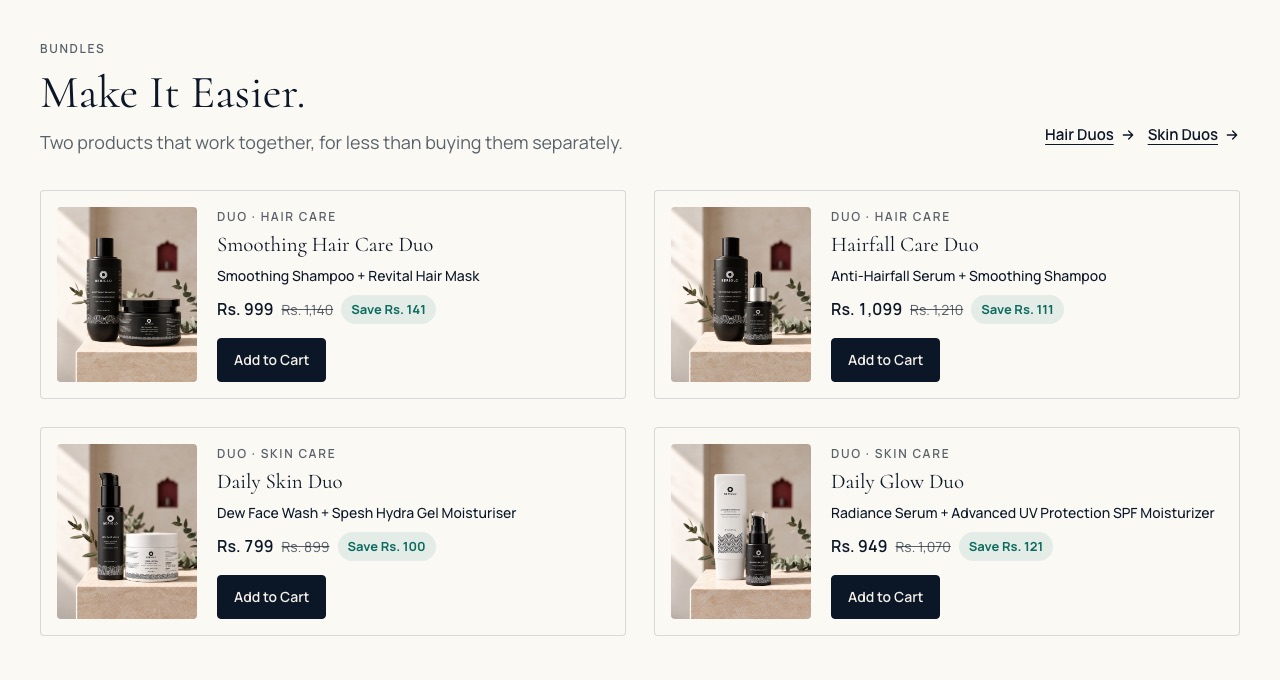 BUNDLES
Make It Easier.
Two products that work together, for less than buying them separately.
Hair Duos → Skin Duos →
DUO · HAIR CARE
Smoothing Hair Care Duo
Smoothing Shampoo + Revital Hair Mask
Rs. 999 Rs. 1,140 Save Rs. 141
Add to Cart
DUO · HAIR CARE
Hairfall Care Duo
Anti-Hairfall Serum + Smoothing Shampoo
Rs. 1,099 Rs. 1,210 Save Rs. 111
Add to Cart
DUO · SKIN CARE
Daily Skin Duo
Dew Face Wash + Spesh Hydra Gel Moisturiser
Rs. 799 Rs. 899 Save Rs. 100
Add to Cart
DUO · SKIN CARE
Daily Glow Duo
Radiance Serum + Advanced UV Protection SPF Moisturizer
Rs. 949 Rs. 1,070 Save Rs. 121
Add to Cart